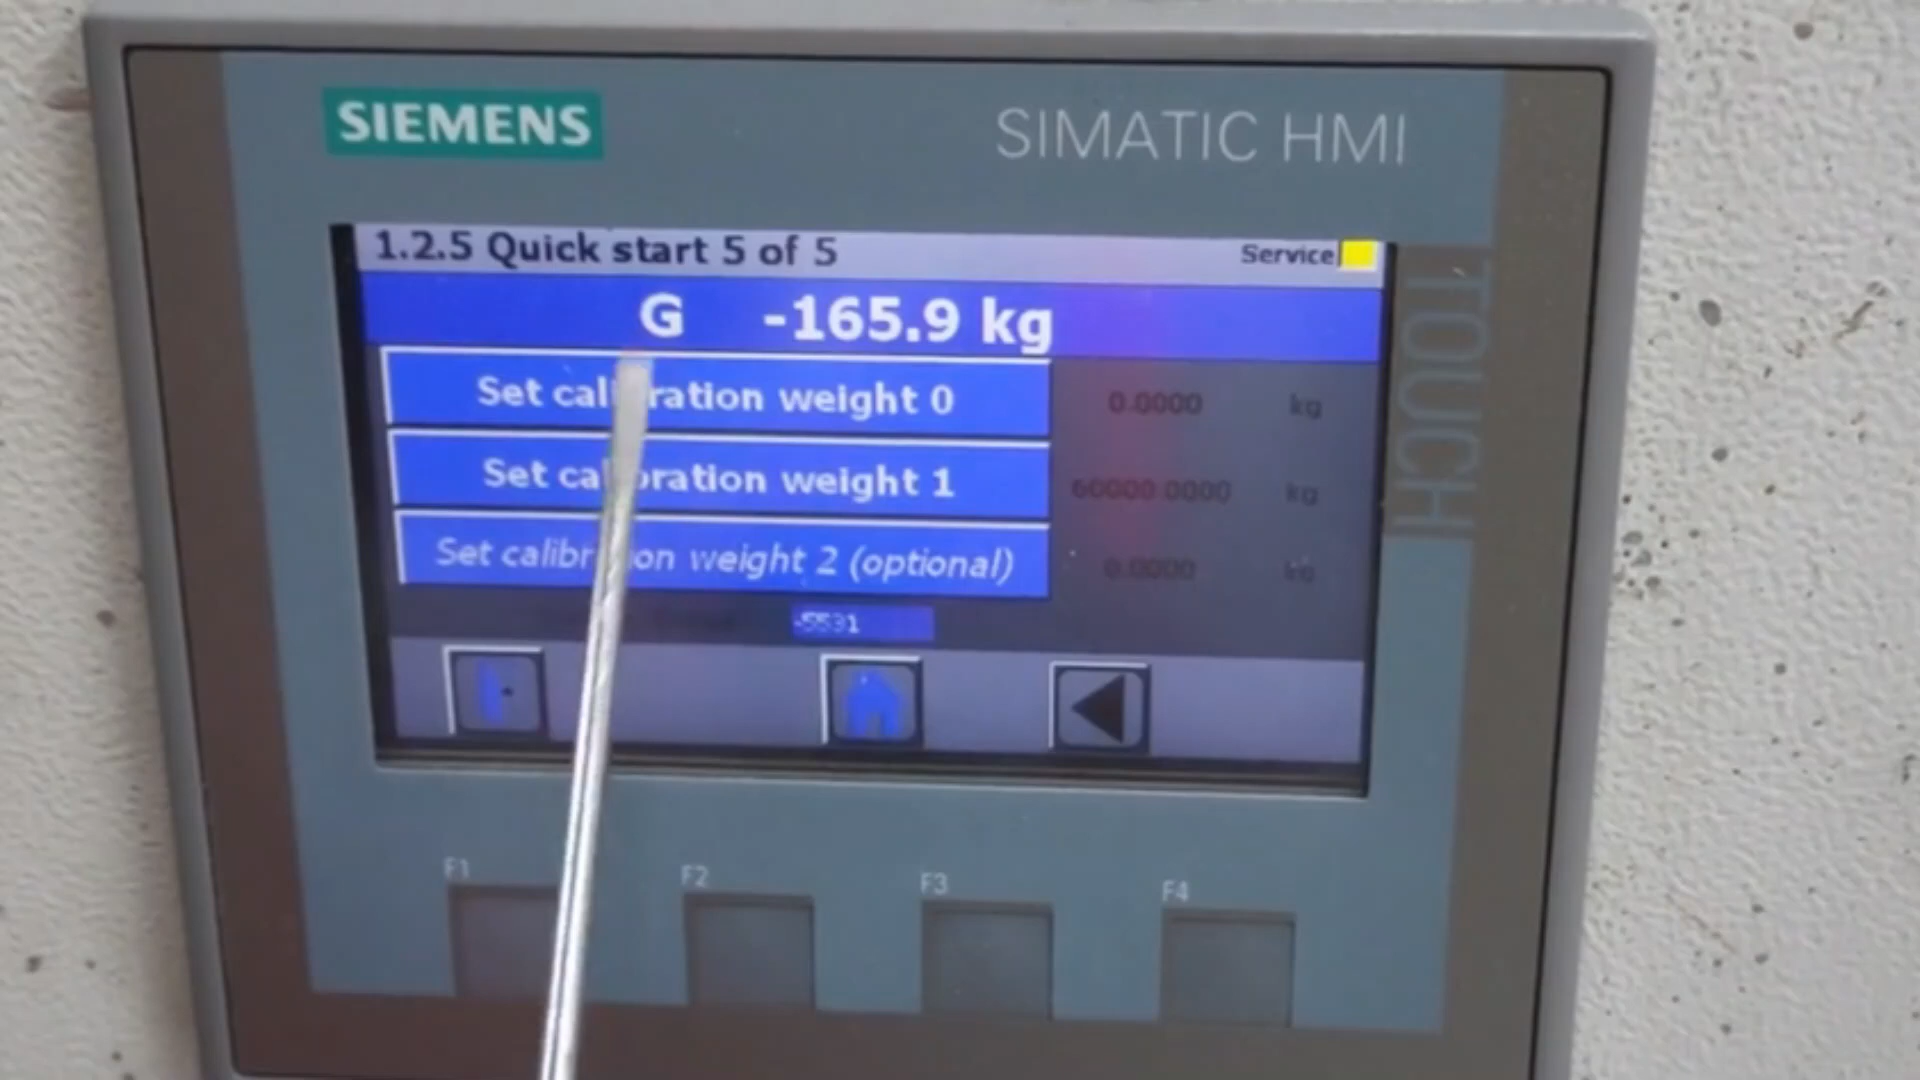 SIEMENS
SIMATIC HMI
TOUCH
1.2.5 Quick start 5 of 5 Service
G -165.9 kg
Set calibration weight 0 0.0000 kg
Set calibration weight 1 60000.0000 kg
Set calibration weight 2 (optional) 0.0000 kg
-5531
F1 F2 F3 F4